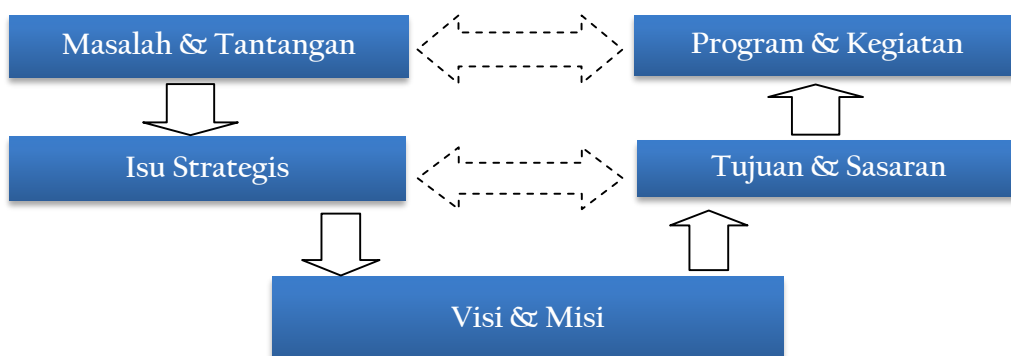 Masalah & Tantangan
Program & Kegiatan
Isu Strategis
Tujuan & Sasaran
Visi & Misi